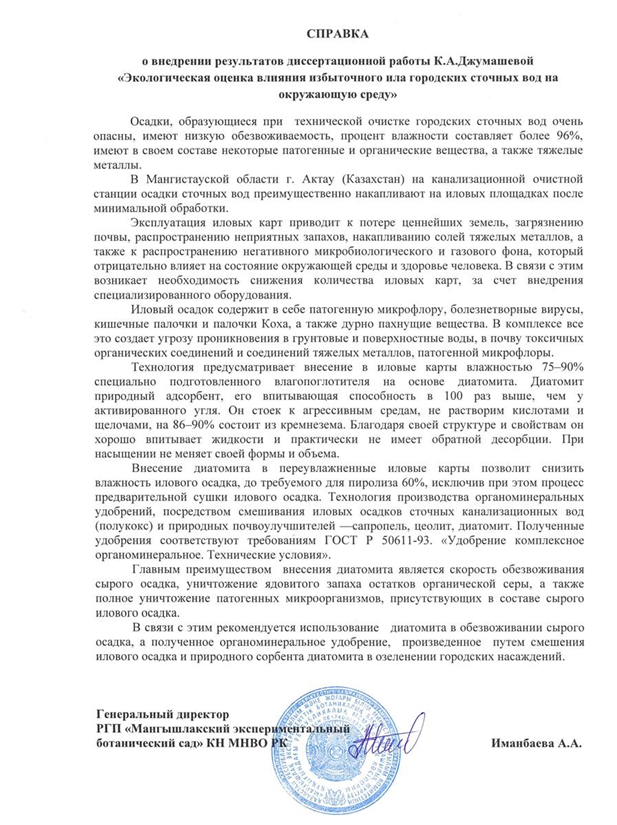 СПРАВКА
о внедрении результатов диссертационной работы К.А.Джумашевой
«Экологическая оценка влияния избыточного ила городских сточных вод на
окружающую среду»
Осадки, образующиеся при технической очистке городских сточных вод очень
опасны, имеют низкую обезвоживаемость, процент влажности составляет более 96%,
имеют в своем составе некоторые патогенные и органические вещества, а также тяжелые
металлы.
В Мангистауской области г. Актау (Казахстан) на канализационной очистной
станции осадки сточных вод преимущественно накапливают на иловых площадках после
минимальной обработки.
Эксплуатация иловых карт приводит к потере ценнейших земель, загрязнению
почвы, распространению неприятных запахов, накапливанию солей тяжелых металлов, а
также к распространению негативного микробиологического и газового фона, который
отрицательно влияет на состояние окружающей среды и здоровье человека. В связи с этим
возникает необходимость снижения количества иловых карт, за счет внедрения
специализированного оборудования.
Иловый осадок содержит в себе патогенную микрофлору, болезнетворные вирусы,
кишечные палочки и палочки Коха, а также дурно пахнущие вещества. В комплексе все
это создает угрозу проникновения в грунтовые и поверхностные воды, в почву токсичных
органических соединений и соединений тяжелых металлов, патогенной микрофлоры.
Технология предусматривает внесение в иловые карты влажностью 75–90%
специально подготовленного влагопоглотителя на основе диатомита. Диатомит
природный адсорбент, его впитывающая способность в 100 раз выше, чем у
активированного угля. Он стоек к агрессивным средам, не растворим кислотами и
щелочами, на 86–90% состоит из кремнезема. Благодаря своей структуре и свойствам он
хорошо впитывает жидкости и практически не имеет обратной десорбции. При
насыщении не меняет своей формы и объема.
Внесение диатомита в переувлажненные иловые карты позволит снизить
влажность илового осадка, до требуемого для пиролиза 60%, исключив при этом процесс
предварительной сушки илового осадка. Технология производства органоминеральных
удобрений, посредством смешивания иловых осадков сточных канализационных вод
(полукокс) и природных почвоулучшителей —сапропель, цеолит, диатомит. Полученные
удобрения соответствуют требованиям ГОСТ Р 50611-93. «Удобрение комплексное
органоминеральное. Технические условия».
Главным преимуществом внесения диатомита является скорость обезвоживания
сырого осадка, уничтожение ядовитого запаха остатков органической серы, а также
полное уничтожение патогенных микроорганизмов, присутствующих в составе сырого
илового осадка.
В связи с этим рекомендуется использование диатомита в обезвоживании сырого
осадка, а полученное органоминеральное удобрение, произведенное путем смешения
илового осадка и природного сорбента диатомита в озеленении городских насаждений.
Генеральный директор
РГП «Мангышлакский экспериментальный
ботанический сад» КН МНВО РК Иманбаева А.А.